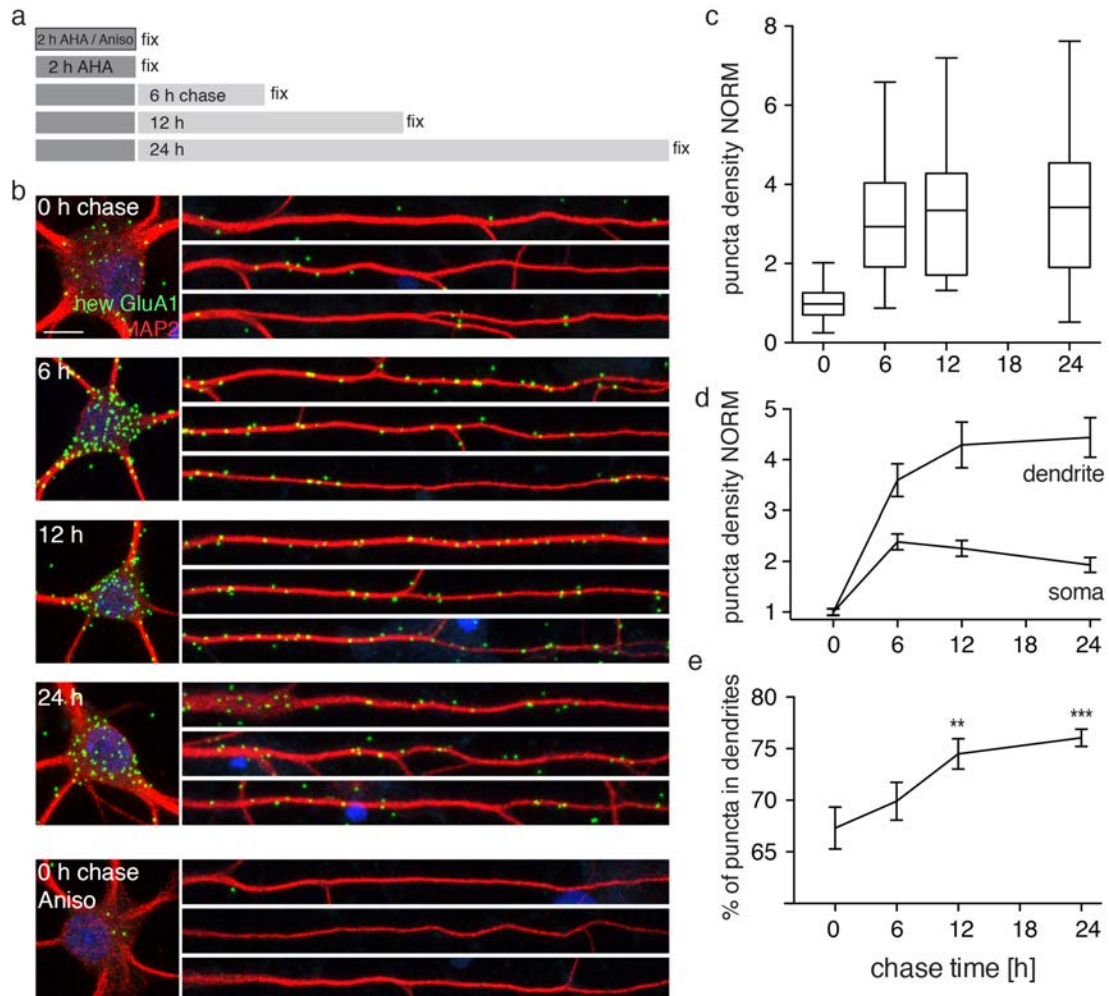 a
2 h AHA / Aniso fix
2 h AHA fix
6 h chase fix
12 h fix
24 h fix
b
0 h chase
new GluA1
MAP2
6 h
12 h
24 h
0 h chase
Aniso
c
puncta density NORM
8
6
4
2
0
0 6 12 18 24
d
puncta density NORM
5
4
3
2
1
dendrite
soma
0 6 12 18 24
e
% of puncta in dendrites
80
75
70
65
** ***
0 6 12 18 24
chase time [h]